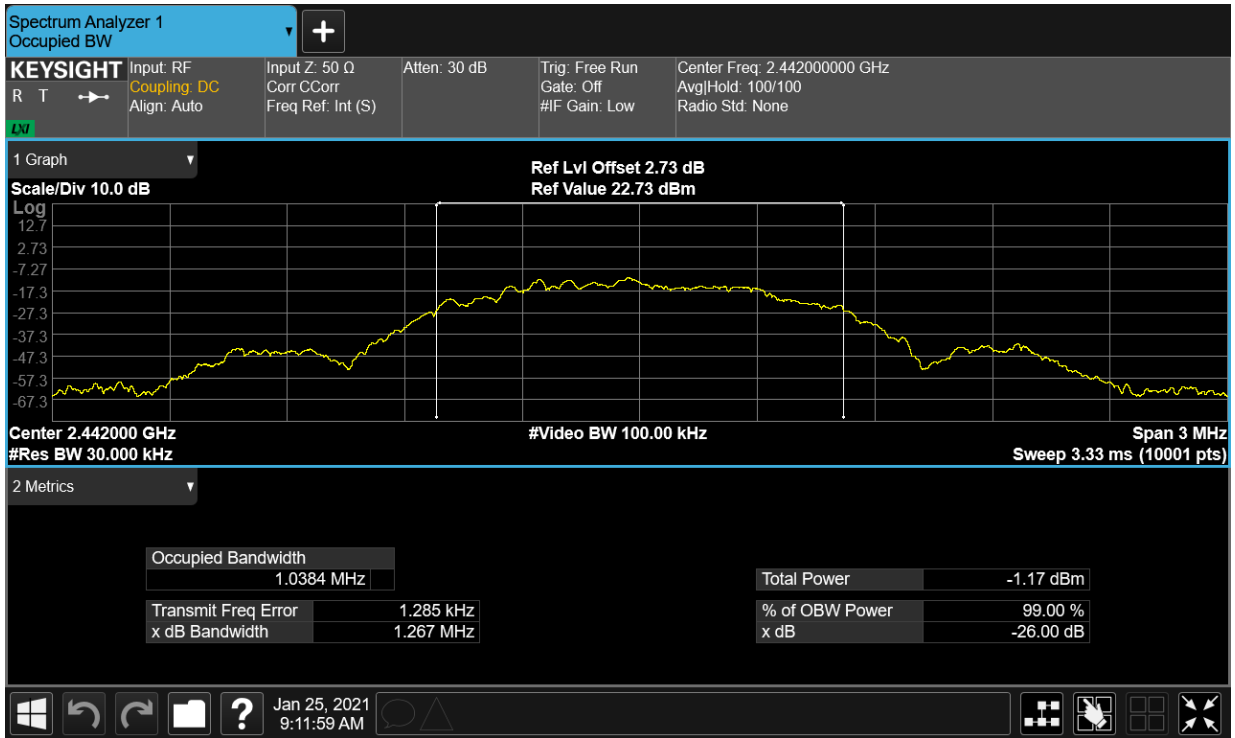 Spectrum Analyzer 1
Occupied BW
KEYSIGHT
R T
LXI
Input: RF
Coupling: DC
Align: Auto
Input Z: 50 Ω
Corr CCorr
Freq Ref: Int (S)
Atten: 30 dB
Trig: Free Run
Gate: Off
#IF Gain: Low
Center Freq: 2.442000000 GHz
Avg|Hold: 100/100
Radio Std: None
1 Graph
Scale/Div 10.0 dB
Ref Lvl Offset 2.73 dB
Ref Value 22.73 dBm
Log
12.7
2.73
-7.27
-17.3
-27.3
-37.3
-47.3
-57.3
-67.3
Center 2.442000 GHz
#Res BW 30.000 kHz
#Video BW 100.00 kHz
Span 3 MHz
Sweep 3.33 ms (10001 pts)
2 Metrics
Occupied Bandwidth
1.0384 MHz
Transmit Freq Error 1.285 kHz
x dB Bandwidth 1.267 MHz
Total Power -1.17 dBm
% of OBW Power 99.00 %
x dB -26.00 dB
?
Jan 25, 2021
9:11:59 AM